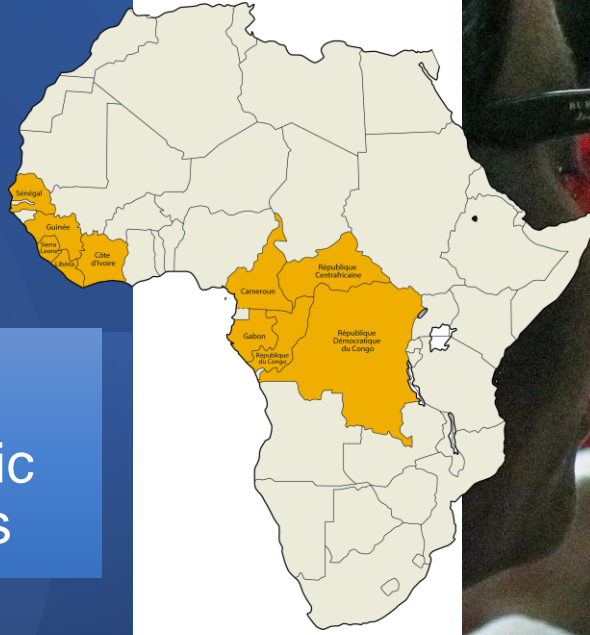 Sénégal
Guinée
Sierra
Leone
Liberia
Côte
d'Ivoire
Cameroun
République
Centrafricaine
Gabon
République
du Congo
République
Démocratique
du Congo
ic
s